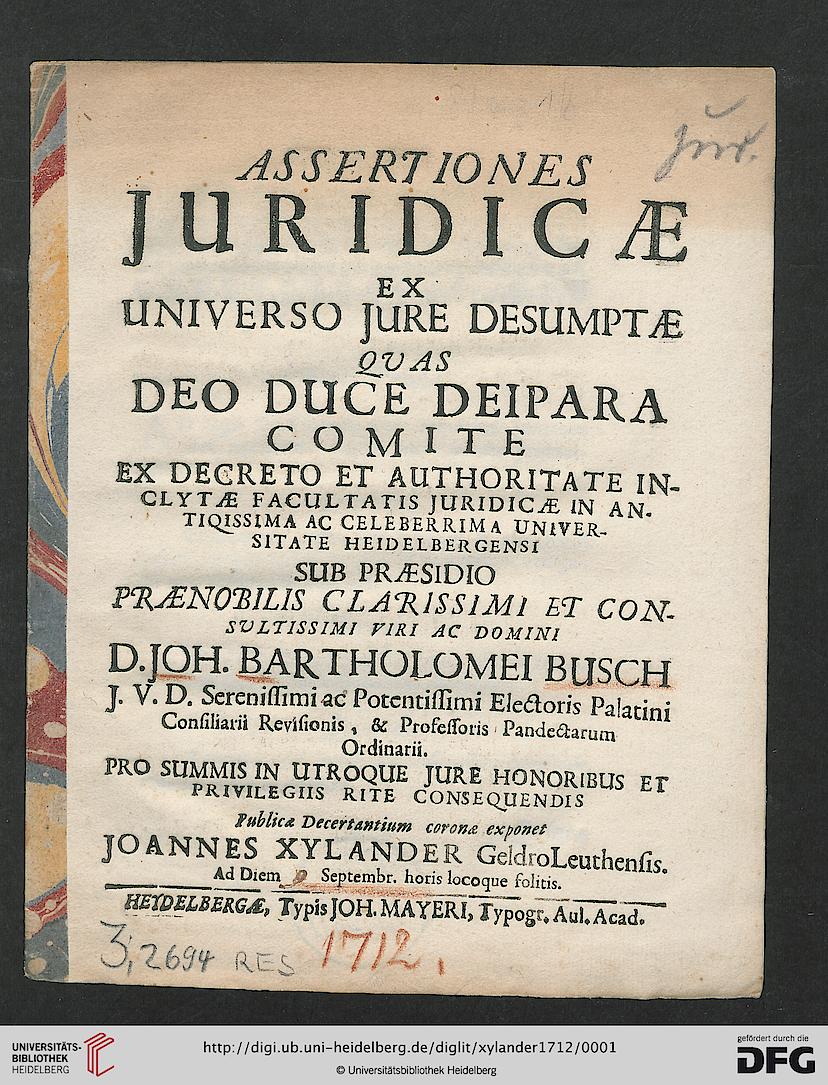 Jur.
ASSERTIONES
JURIDICÆ
EX
UNIVERSO JURE DESUMPTÆ
QVAS
DEO DUCE DEIPARA
COMITE
EX DECRETO ET AUTHORITATE IN-
CLYTÆ FACULTATIS JURIDICÆ IN AN-
TIQISSIMA AC CELEBERRIMA UNIVER-
SITATE HEIDELBERGENSI
SUB PRÆSIDIO
PRÆNOBILIS CLARISSIMI ET CON-
SVLTISSIMI VIRI AC DOMINI
D. JOH. BARTHOLOMEI BUSCH
J. V. D. Sereniſſimi ac Potentiſſimi Electoris Palatini
Conſiliarii Reviſionis, & Profeſſoris Pandectarum
Ordinarii.
PRO SUMMIS IN UTROQUE JURE HONORIBUS ET
PRIVILEGIIS RITE CONSEQUENDIS
Publicæ Decertantium coronæ exponet
JOANNES XYLANDER GeldroLeuthenſis.
Ad Diem Septembr. horis locoque ſolitis.
HEYDELBERGÆ, Typis JOH. MAYERI, Typogr. Aul. Acad.
3, 2694 RES 1712.
UNIVERSITÄTS-
BIBLIOTHEK
HEIDELBERG
http://digi.ub.uni-heidelberg.de/diglit/xylander1712/0001
© Universitätsbibliothek Heidelberg
gefördert durch die
DFG